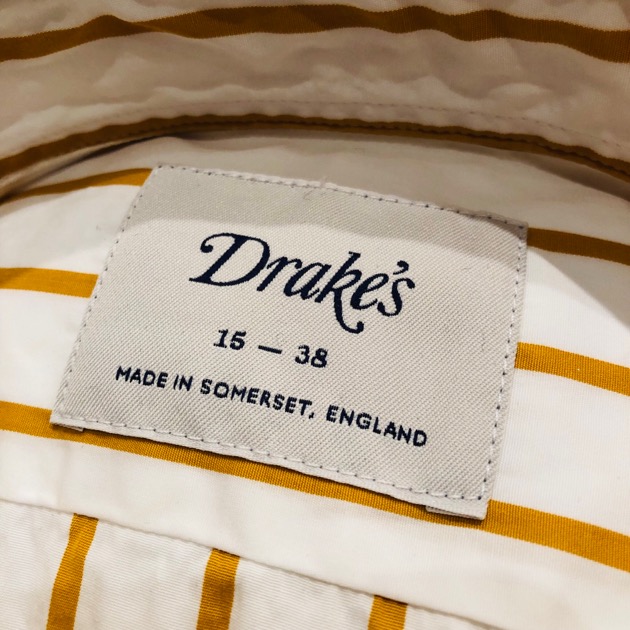 Drake's
15 — 38
MADE IN SOMERSET, ENGLAND